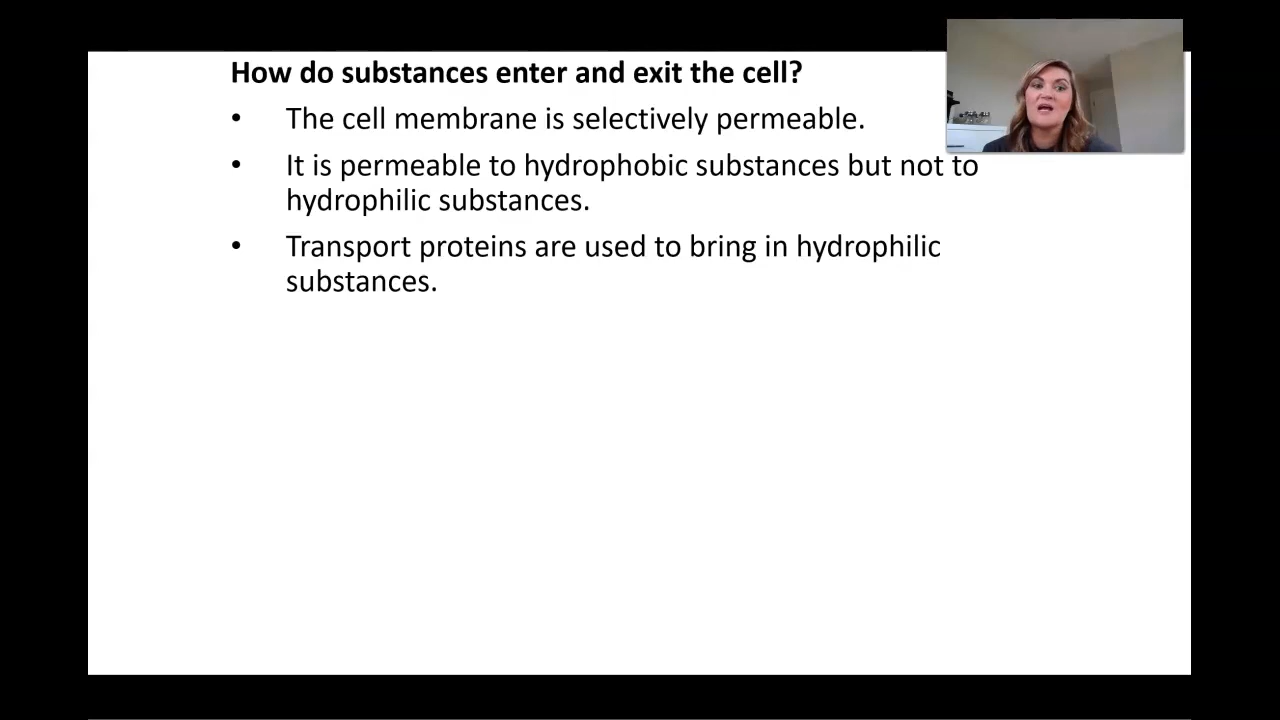 How do substances enter and exit the cell?
• The cell membrane is selectively permeable.
• It is permeable to hydrophobic substances but not to
hydrophilic substances.
• Transport proteins are used to bring in hydrophilic
substances.